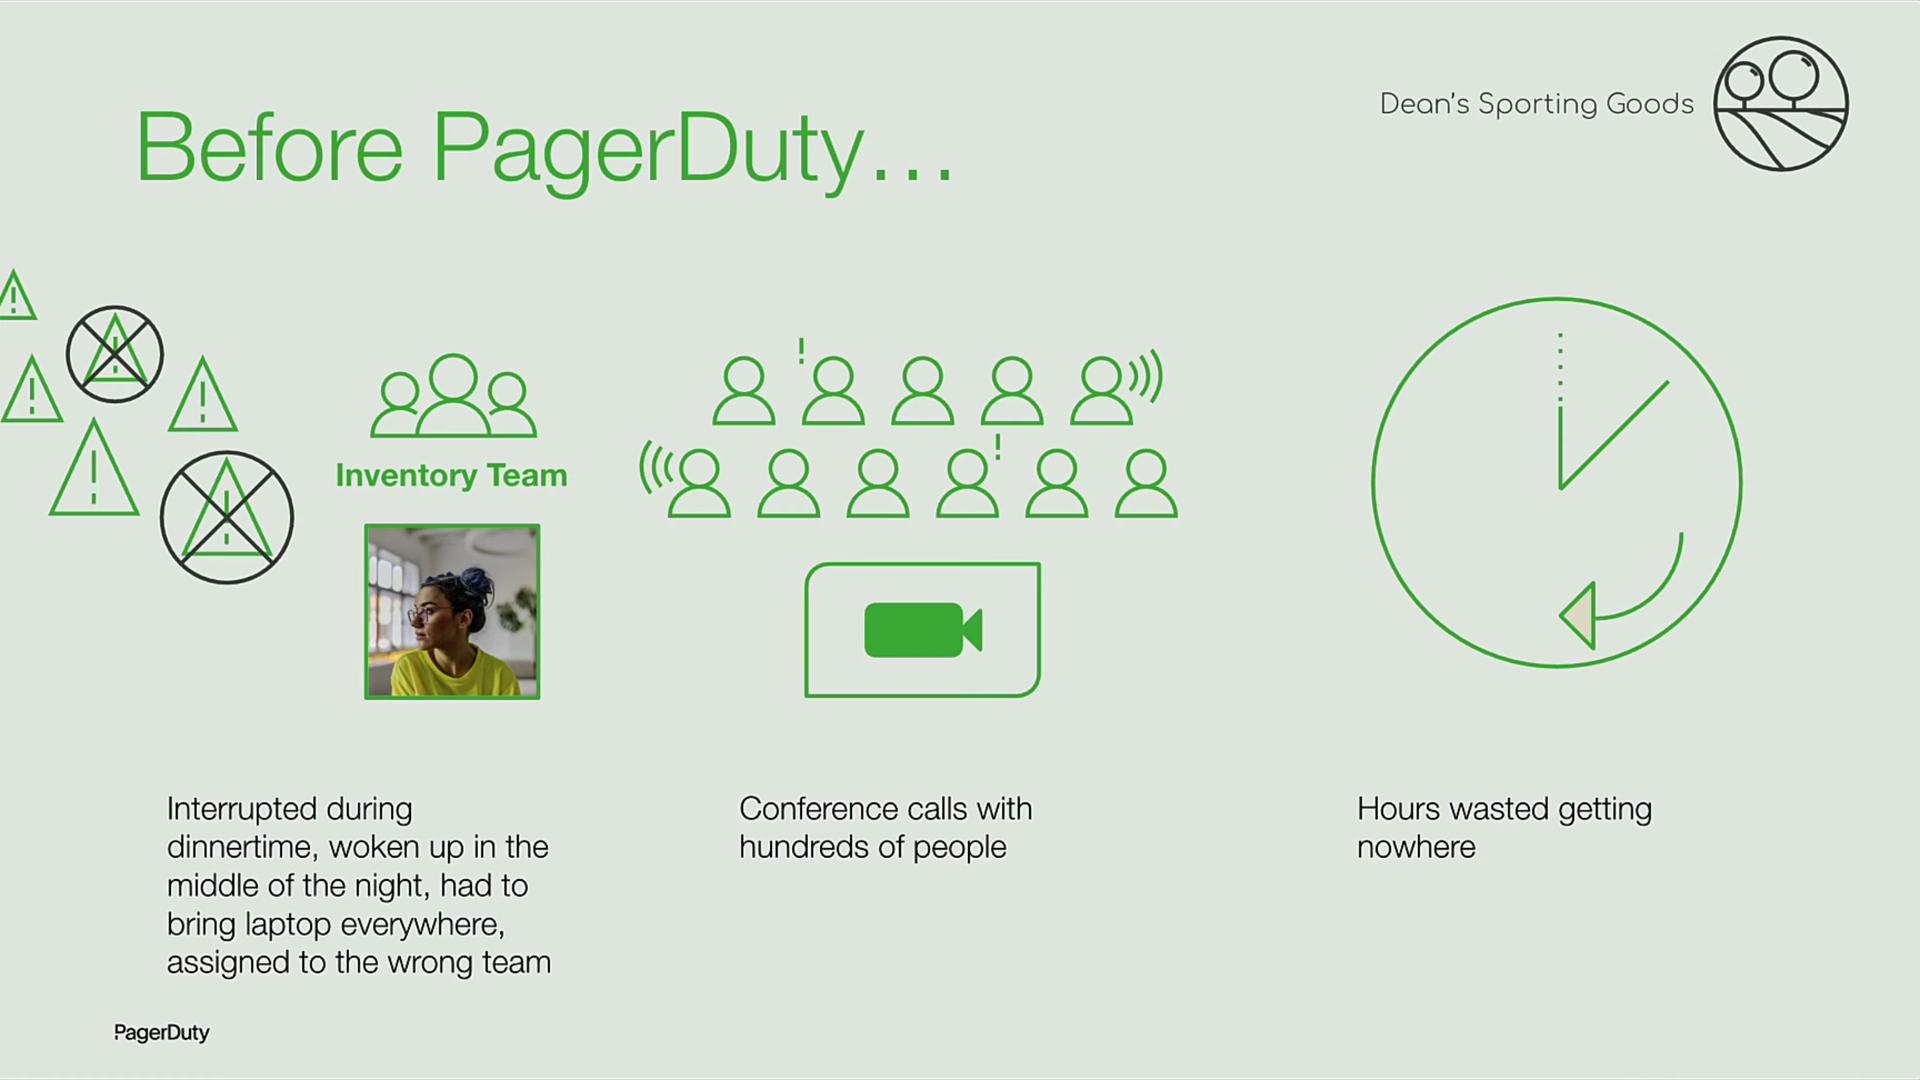 Before PagerDuty...
Dean's Sporting Goods
Inventory Team
Interrupted during
dinnertime, woken up in the
middle of the night, had to
bring laptop everywhere,
assigned to the wrong team
Conference calls with
hundreds of people
Hours wasted getting
nowhere
PagerDuty